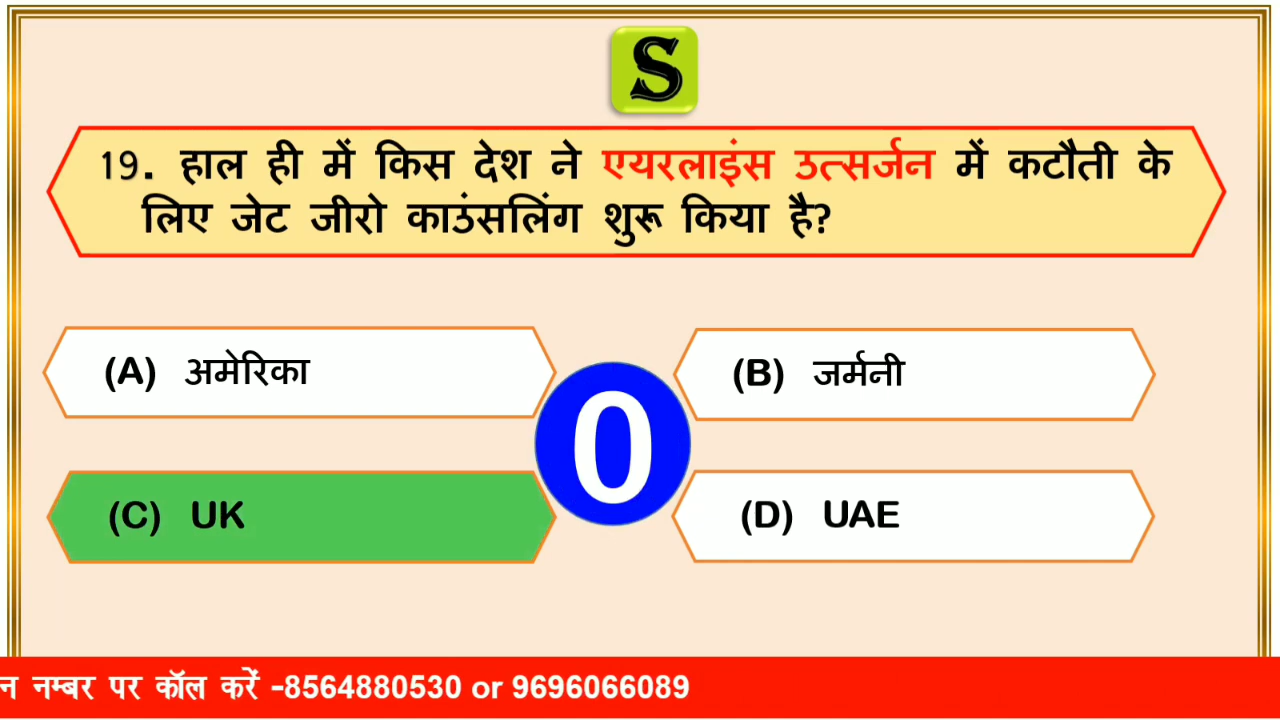 S
19. हाल ही में किस देश ने एयरलाइंस उत्सर्जन में कटौती के
लिए जेट जीरो काउंसलिंग शुरू किया है?
(A) अमेरिका
(B) जर्मनी
0
(C) UK
(D) UAE
न नम्बर पर कॉल करें -8564880530 or 9696066089